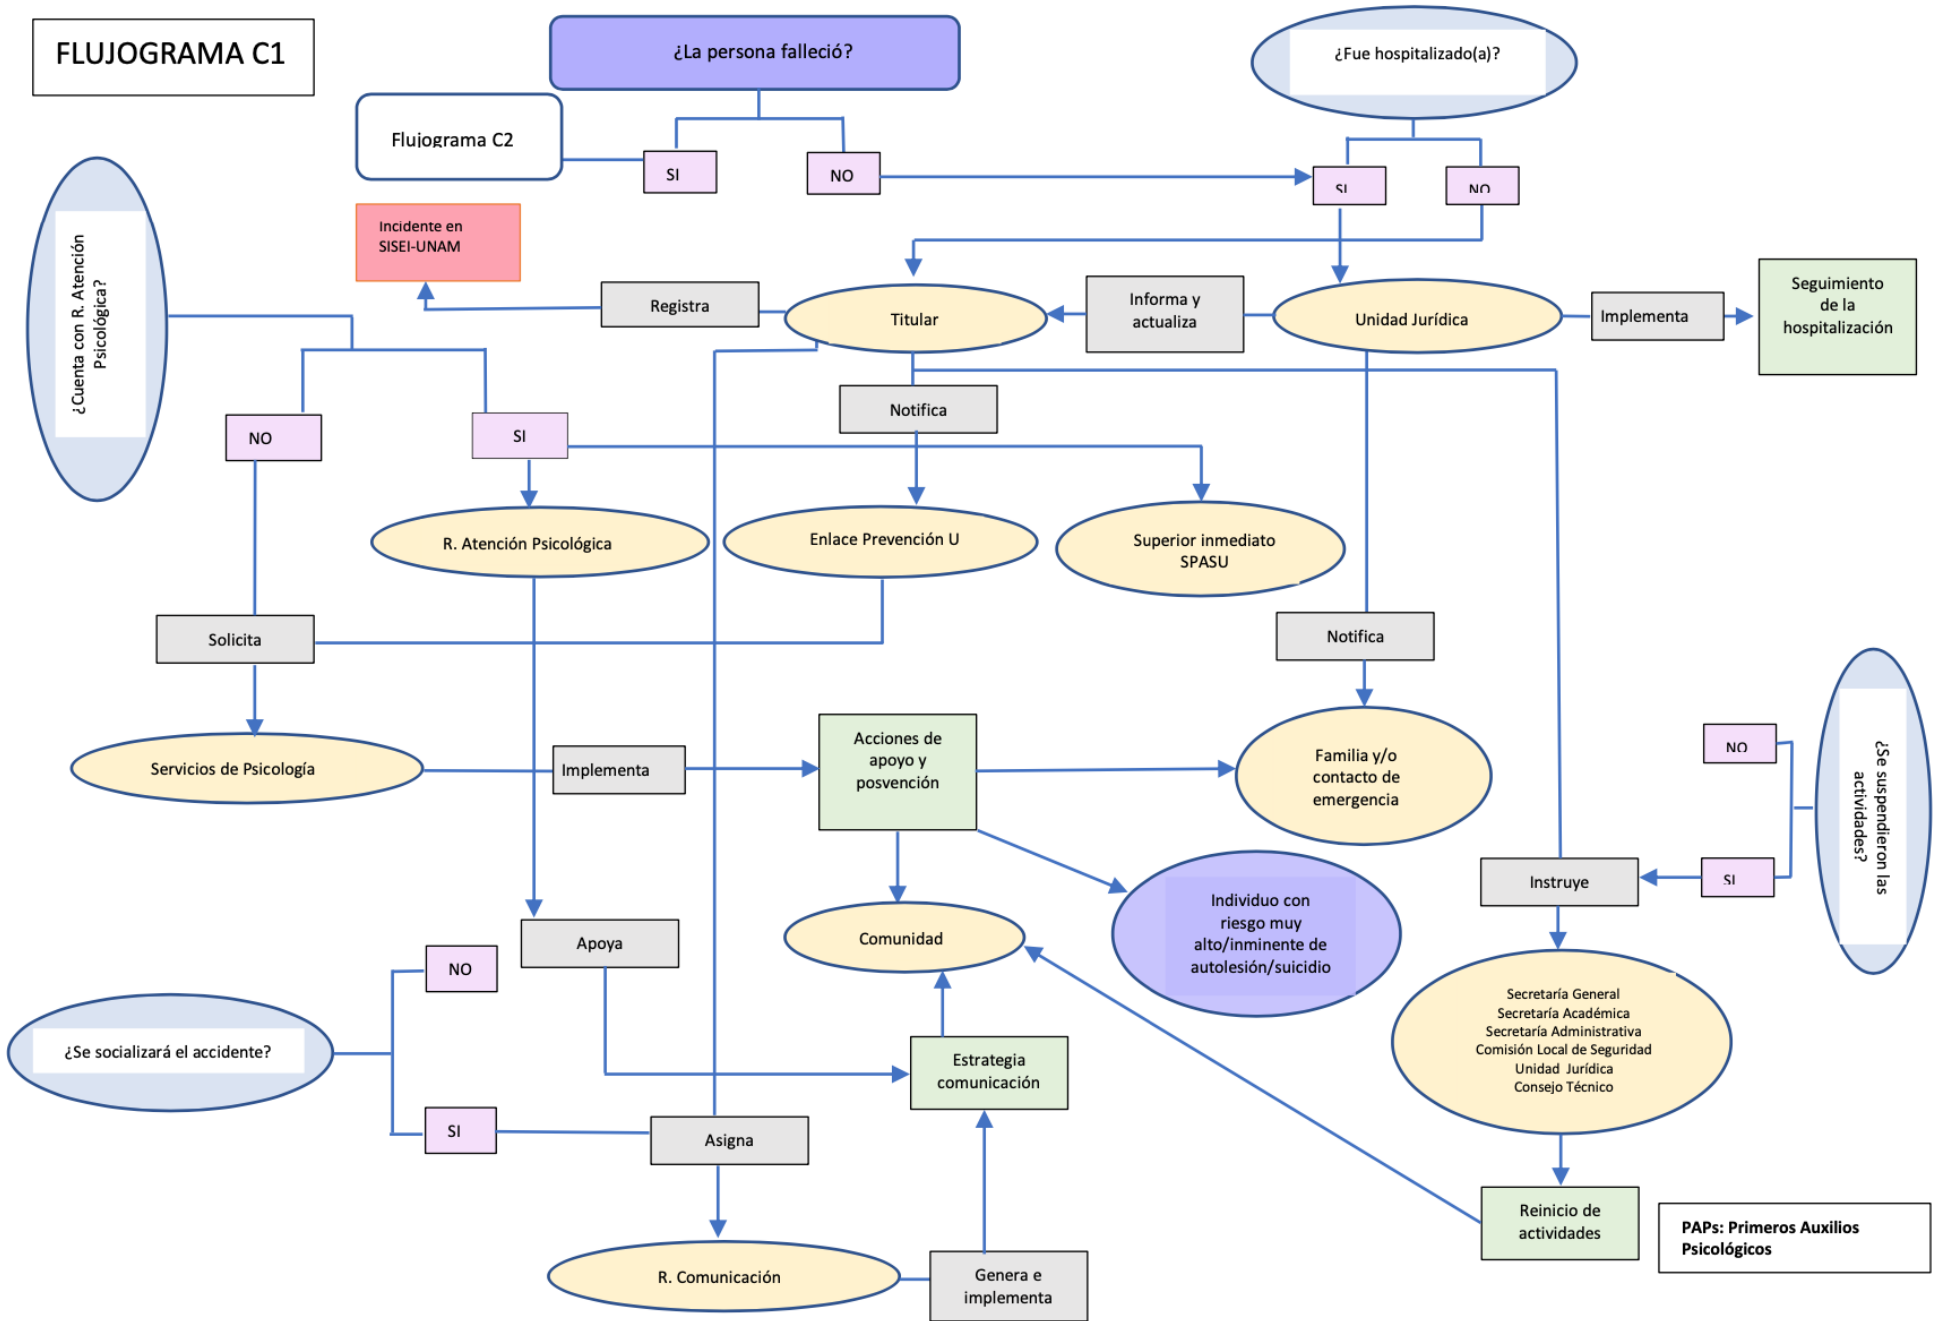 FLUJOGRAMA C1
¿La persona falleció?
¿Fue hospitalizado(a)?
Flujograma C2
SI
NO
SI
NO
Incidente en
SISEI-UNAM
¿Cuenta con R. Atención
Psicológica?
Registra
Titular
Informa y
actualiza
Unidad Jurídica
Implementa
Seguimiento
de la
hospitalización
NO
SI
Notifica
R. Atención Psicológica
Enlace Prevención U
Superior inmediato
SPASU
Solicita
Notifica
Servicios de Psicología
Implementa
Acciones de
apoyo y
posvención
Familia y/o
contacto de
emergencia
NO
¿Se suspendieron las
actividades?
SI
Instruye
Individuo con
riesgo muy
alto/inminente de
autolesión/suicidio
Comunidad
Apoya
NO
¿Se socializará el accidente?
SI
Estrategia
comunicación
Secretaría General
Secretaría Académica
Secretaría Administrativa
Comisión Local de Seguridad
Unidad Jurídica
Consejo Técnico
Asigna
Reinicio de
actividades
PAPs: Primeros Auxilios
Psicológicos
R. Comunicación
Genera e
implementa